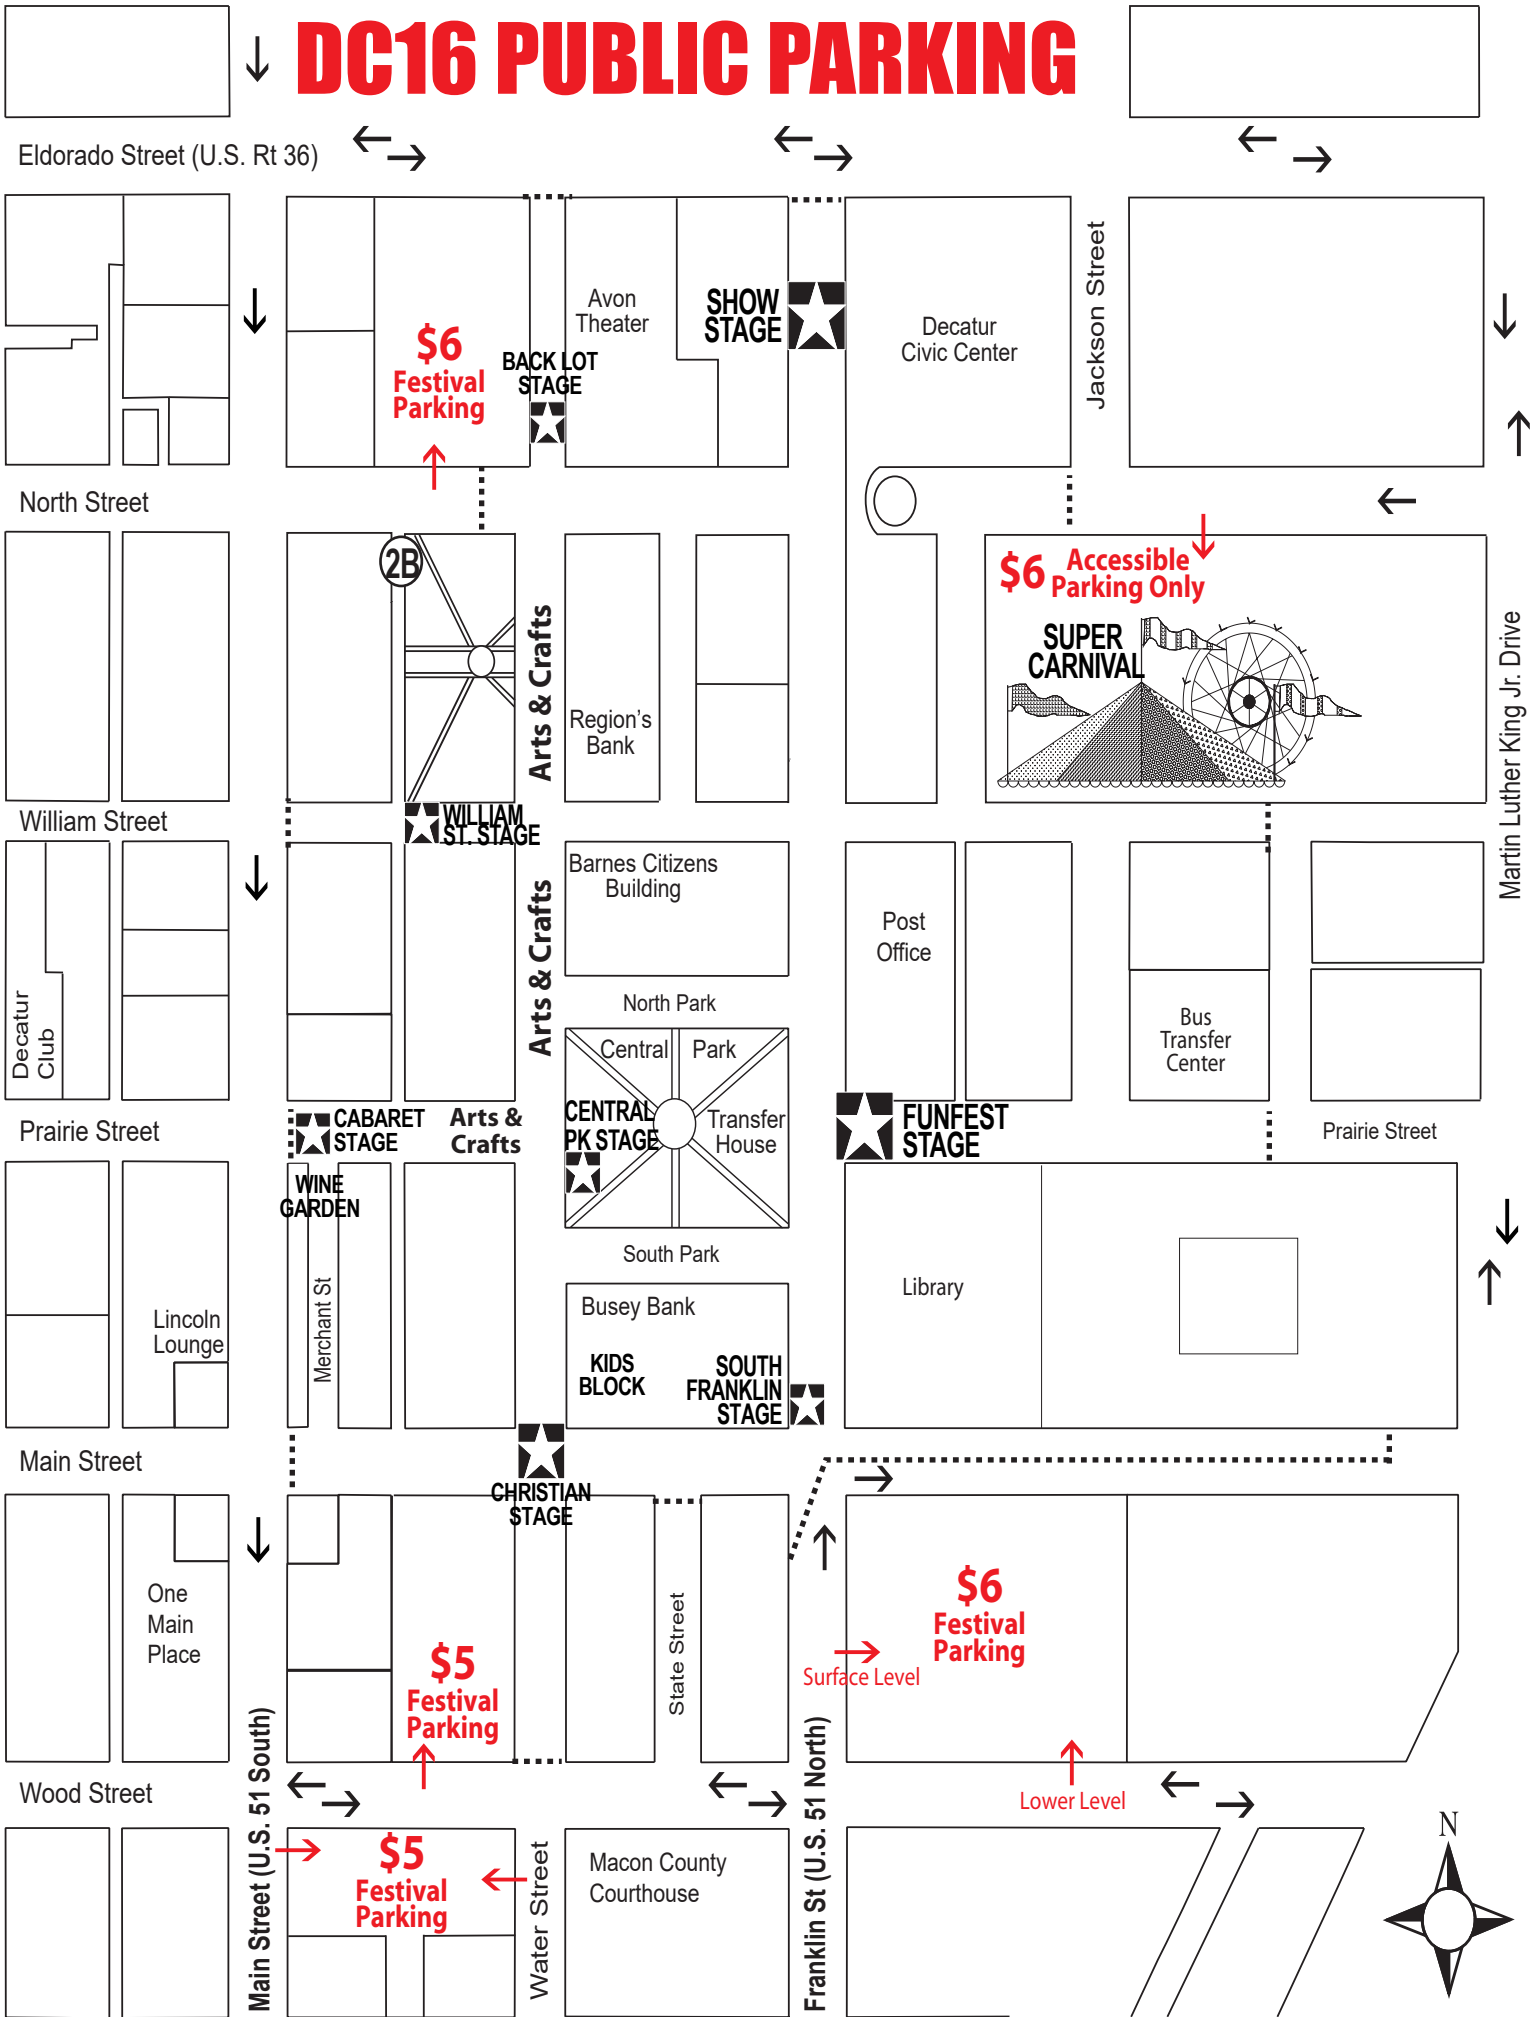 DC16 PUBLIC PARKING
Eldorado Street (U.S. Rt 36)
Jackson Street
Avon
Theater
SHOW
STAGE
Decatur
Civic Center
$6
Festival
Parking
BACK LOT
STAGE
North Street
2B
Arts & Crafts
Region's
Bank
$6 Accessible
Parking Only
SUPER
CARNIVAL
Martin Luther King Jr. Drive
William Street
WILLIAM
ST. STAGE
Arts & Crafts
Barnes Citizens
Building
Post
Office
Decatur
Club
North Park
Bus
Transfer
Center
Central Park
CENTRAL
PK STAGE
Transfer
House
Prairie Street
CABARET
STAGE
Arts &
Crafts
FUNFEST
STAGE
Prairie Street
WINE
GARDEN
South Park
Merchant St
Library
Lincoln
Lounge
Busey Bank
KIDS
BLOCK
SOUTH
FRANKLIN
STAGE
Main Street
CHRISTIAN
STAGE
One
Main
Place
State Street
$6
Festival
Parking
$5
Festival
Parking
Surface Level
Main Street (U.S. 51 South)
Franklin St (U.S. 51 North)
Wood Street
Lower Level
N
$5
Festival
Parking
Water Street
Macon County
Courthouse